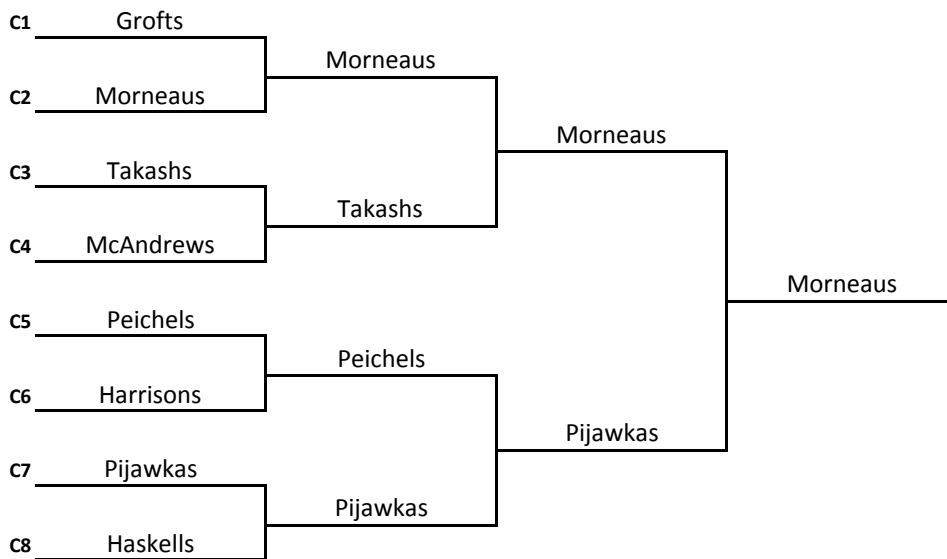 C1 Grofts
Morneaus
C2 Morneaus
Morneaus
C3 Takashs
Takashs
C4 McAndrews
Morneaus
C5 Peichels
Peichels
C6 Harrisons
Pijawkas
C7 Pijawkas
Pijawkas
C8 Haskells